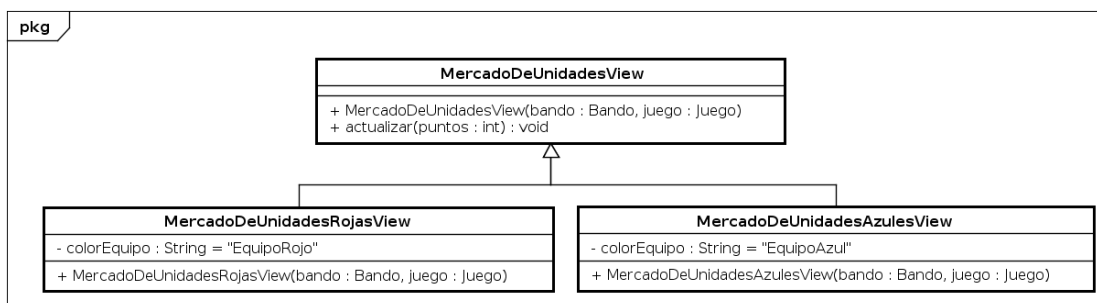 pkg
MercadoDeUnidadesView
+ MercadoDeUnidadesView(bando : Bando, juego : Juego)
+ actualizar(puntos : int) : void
MercadoDeUnidadesRojasView
- colorEquipo : String = "EquipoRojo"
+ MercadoDeUnidadesRojasView(bando : Bando, juego : Juego)
MercadoDeUnidadesAzulesView
- colorEquipo : String = "EquipoAzul"
+ MercadoDeUnidadesAzulesView(bando : Bando, juego : Juego)